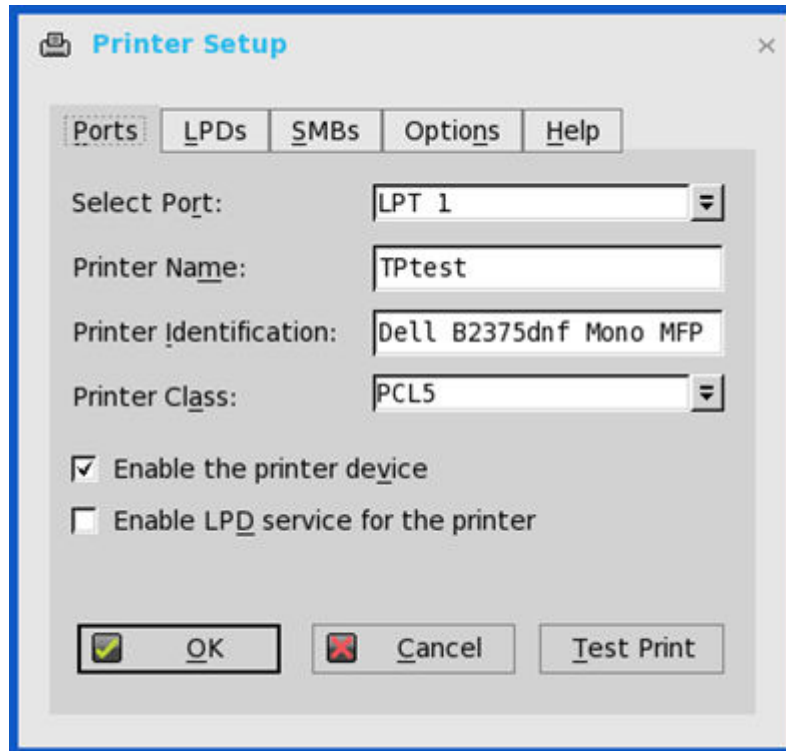 Printer Setup
Ports LPDs SMBs Options Help
Select Port: LPT 1
Printer Name: TPtest
Printer Identification: Dell B2375dnf Mono MFP
Printer Class: PCL5
Enable the printer device
Enable LPD service for the printer
OK Cancel Test Print